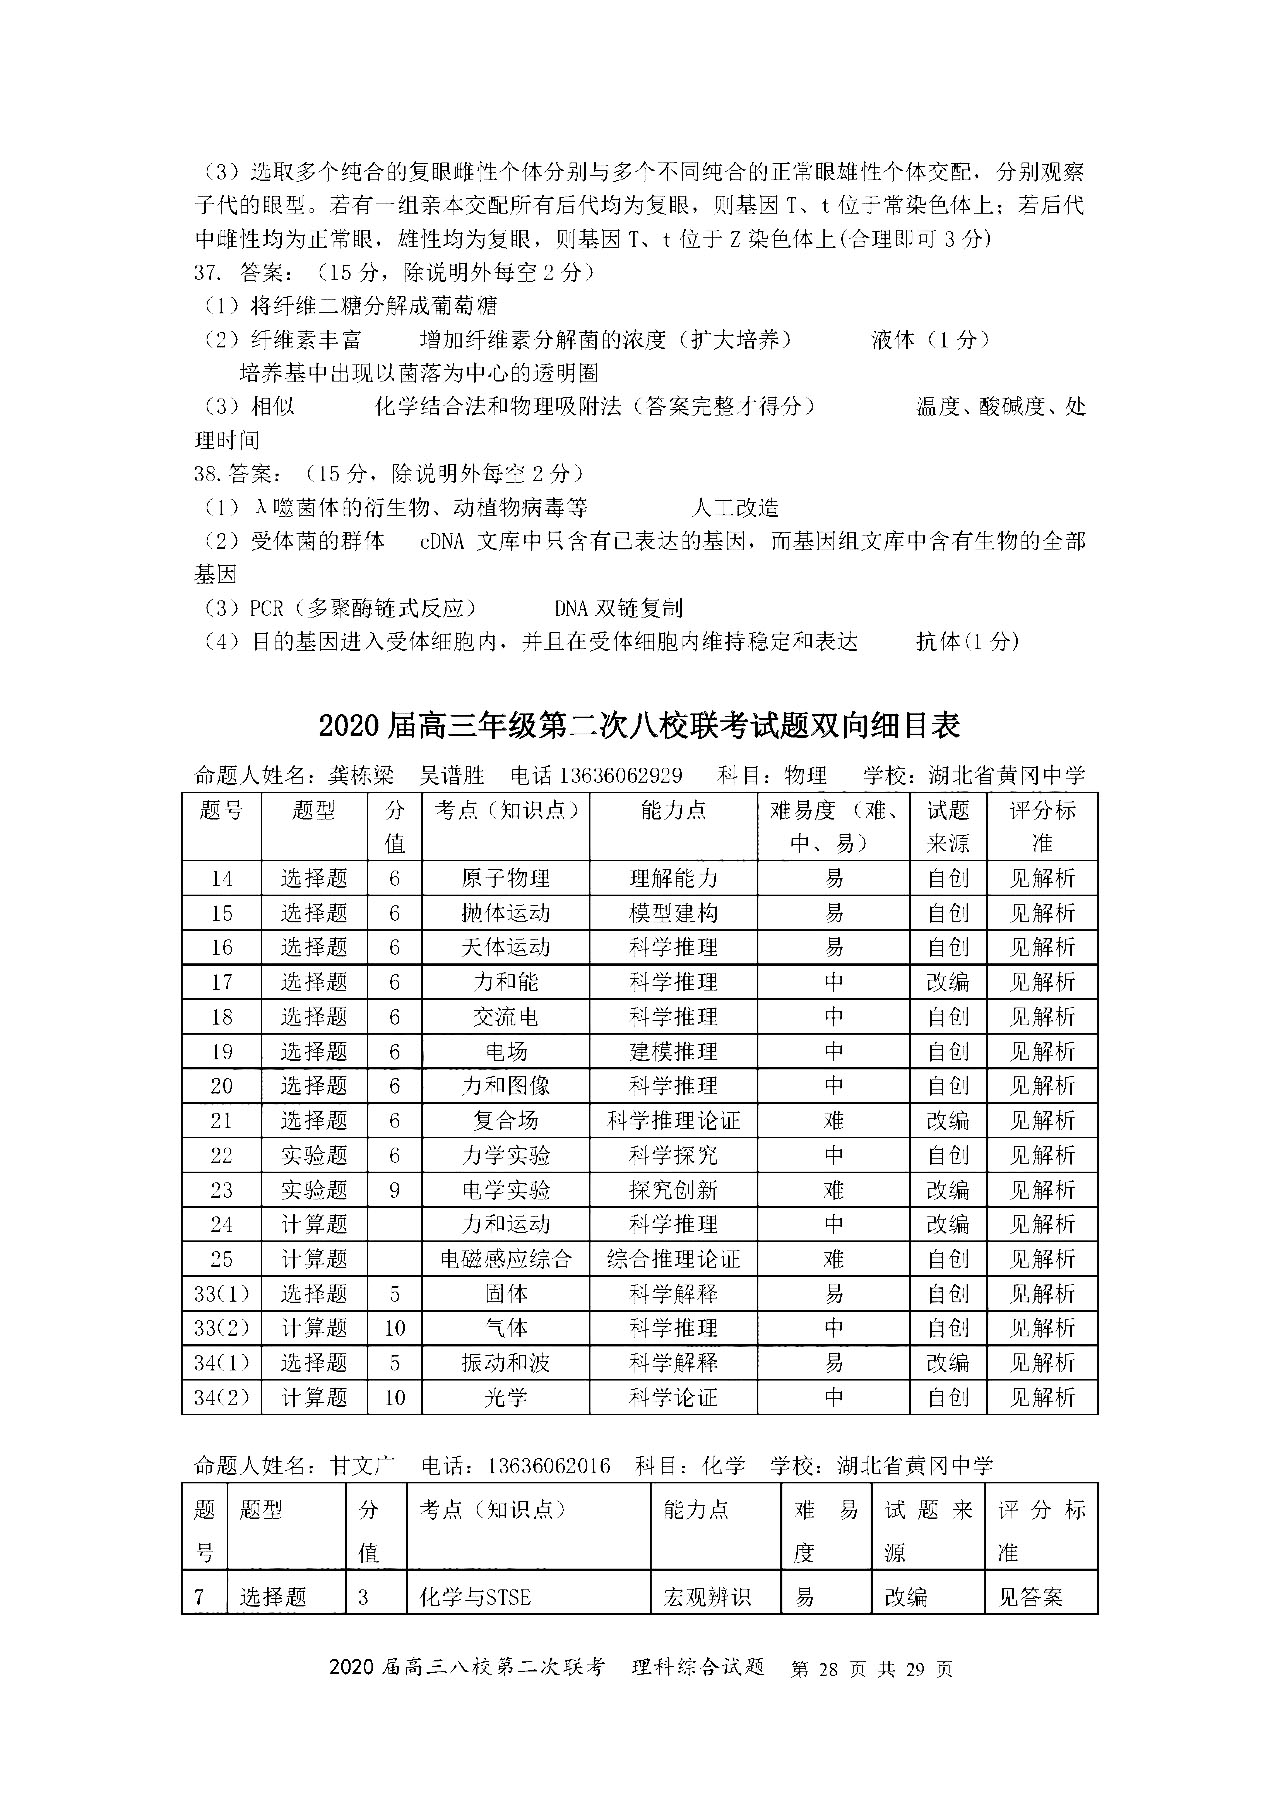 （3）选取多个纯合的复眼雌性个体分别与多个不同纯合的正常眼雄性个体交配，分别观察
子代的眼型。若有一组亲本交配所有后代均为复眼，则基因 T、t 位于常染色体上；若后代
中雌性均为正常眼，雄性均为复眼，则基因 T、t 位于 Z 染色体上(合理即可 3 分)
37. 答案：（15 分，除说明外每空 2 分）
（1）将纤维二糖分解成葡萄糖
（2）纤维素丰富 增加纤维素分解菌的浓度（扩大培养） 液体（1 分）
培养基中出现以菌落为中心的透明圈
（3）相似 化学结合法和物理吸附法（答案完整才得分） 温度、酸碱度、处
理时间
38.答案：（15 分，除说明外每空 2 分）
（1）λ噬菌体的衍生物、动植物病毒等 人工改造
（2）受体菌的群体 cDNA 文库中只含有已表达的基因，而基因组文库中含有生物的全部
基因
（3）PCR（多聚酶链式反应） DNA 双链复制
（4）目的基因进入受体细胞内，并且在受体细胞内维持稳定和表达 抗体(1 分)
2020 届高三年级第二次八校联考试题双向细目表
命题人姓名：龚栋梁 吴谱胜 电话 13636062929 科目：物理 学校：湖北省黄冈中学
题号 题型 分值 考点（知识点） 能力点 难易度（难、中、易） 试题来源 评分标准
14 选择题 6 原子物理 理解能力 易 自创 见解析
15 选择题 6 抛体运动 模型建构 易 自创 见解析
16 选择题 6 天体运动 科学推理 易 自创 见解析
17 选择题 6 力和能 科学推理 中 改编 见解析
18 选择题 6 交流电 科学推理 中 自创 见解析
19 选择题 6 电场 建模推理 中 自创 见解析
20 选择题 6 力和图像 科学推理 中 自创 见解析
21 选择题 6 复合场 科学推理论证 难 改编 见解析
22 实验题 6 力学实验 科学探究 中 自创 见解析
23 实验题 9 电学实验 探究创新 难 改编 见解析
24 计算题 力和运动 科学推理 中 改编 见解析
25 计算题 电磁感应综合 综合推理论证 难 自创 见解析
33(1) 选择题 5 固体 科学解释 易 自创 见解析
33(2) 计算题 10 气体 科学推理 中 自创 见解析
34(1) 选择题 5 振动和波 科学解释 易 改编 见解析
34(2) 计算题 10 光学 科学论证 中 自创 见解析
命题人姓名：甘文广 电话：13636062016 科目：化学 学校：湖北省黄冈中学
题号 题型 分值 考点（知识点） 能力点 难易度 试题来源 评分标准
7 选择题 3 化学与STSE 宏观辨识 易 改编 见答案
2020 届高三八校第二次联考 理科综合试题 第 28 页 共 29 页